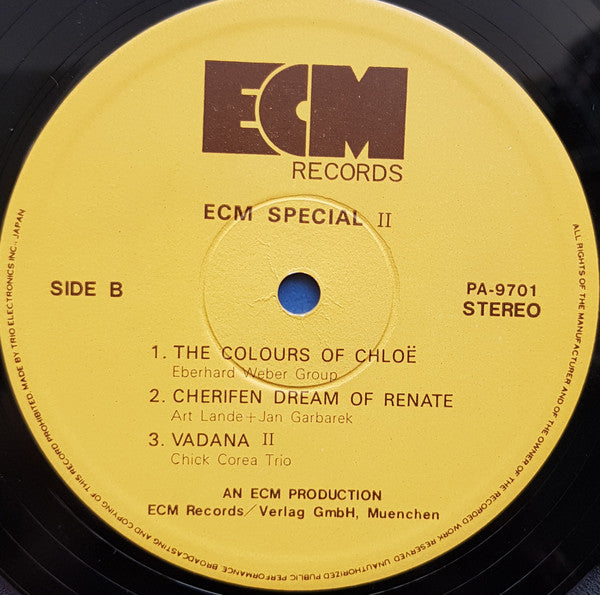 ECM
RECORDS
ECM SPECIAL II
SIDE B
PA-9701
STEREO
1. THE COLOURS OF CHLOË
Eberhard Weber Group
2. CHERIFEN DREAM OF RENATE
Art Lande+Jan Garbarek
3. VADANA II
Chick Corea Trio
AN ECM PRODUCTION
ECM Records/Verlag GmbH, Muenchen
ALL RIGHTS OF THE MANUFACTURER AND OF THE OWNER OF THE RECORDED WORK RESERVED UNAUTHORIZED PUBLIC PERFORMANCE BROADCASTING AND COPYING OF THIS RECORD PROHIBITED MADE BY TRIO ELECTRONICS INC., JAPAN